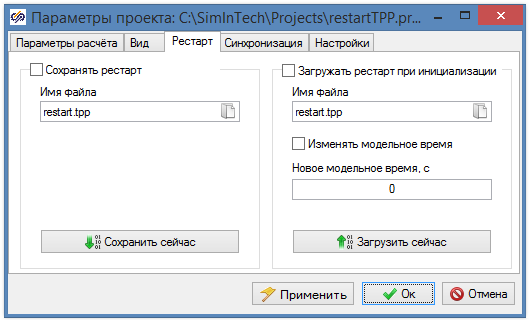 Параметры проекта: C:\SimInTech\Projects\restartTPP.pr...
Параметры расчёта Вид Рестарт Синхронизация Настройки
Сохранять рестарт
Имя файла
restart.tpp
Сохранить сейчас
Загружать рестарт при инициализации
Имя файла
restart.tpp
Изменять модельное время
Новое модельное время, с
0
Загрузить сейчас
Применить Ок Отмена